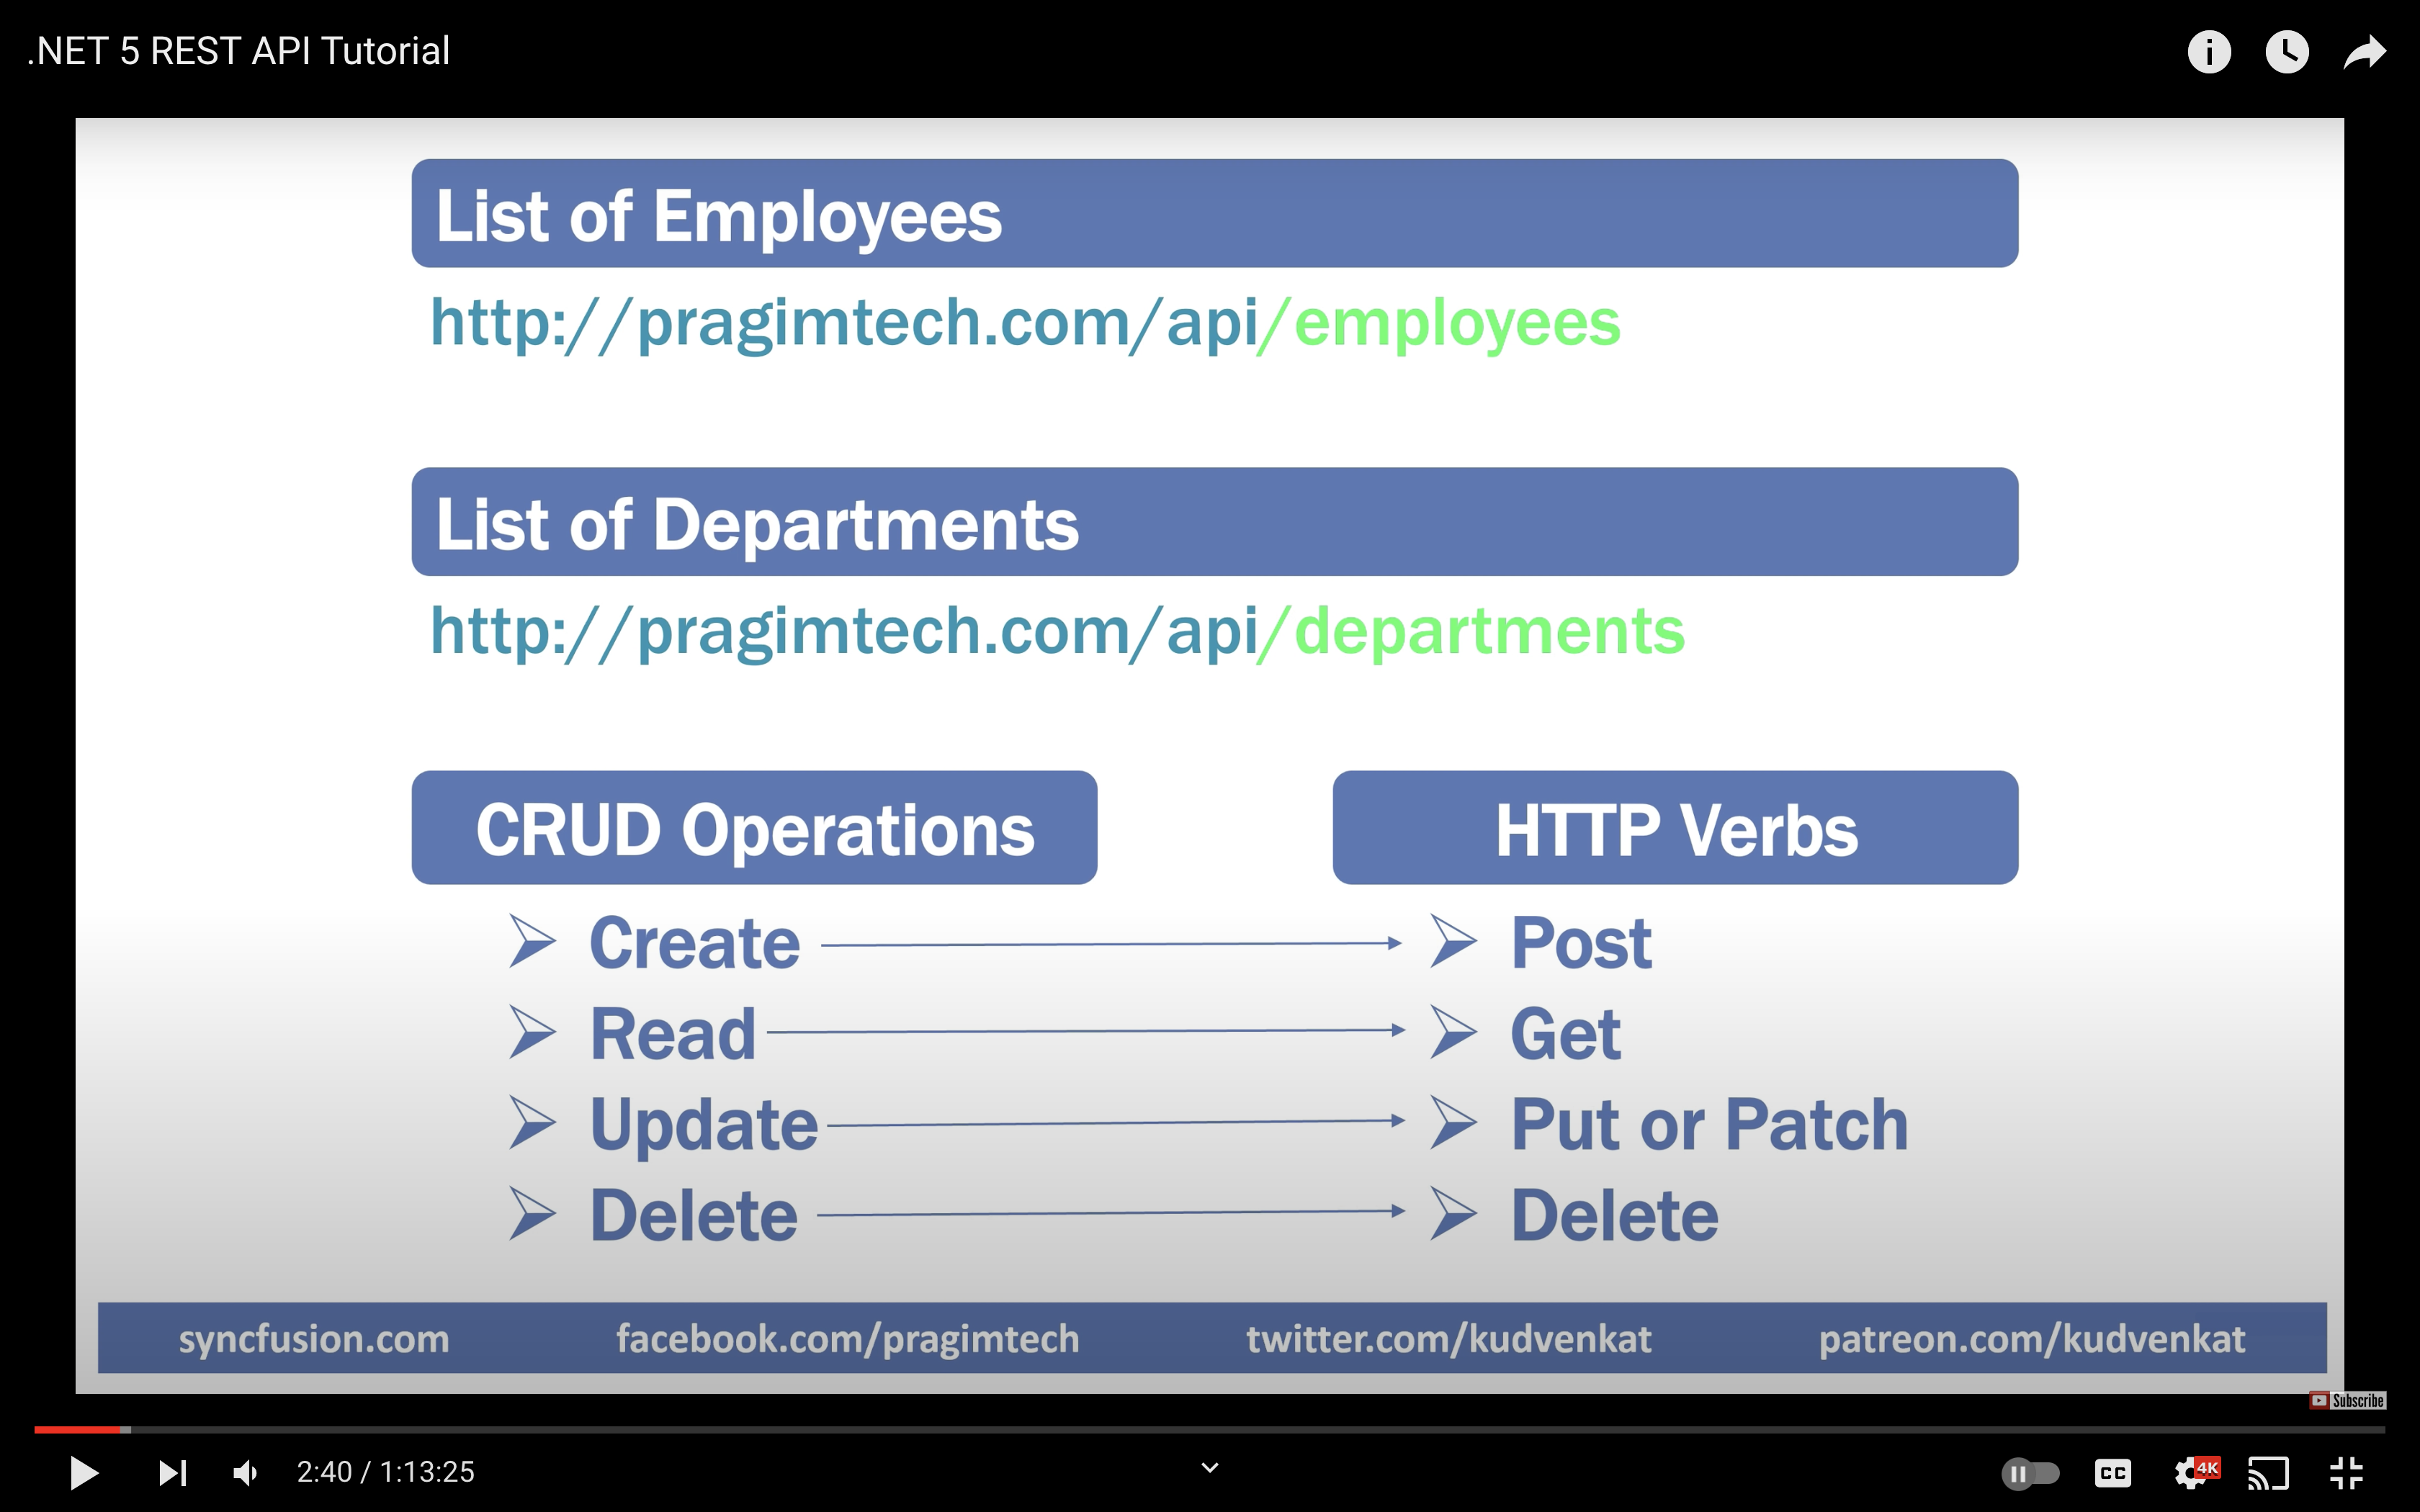 .NET 5 REST API Tutorial
List of Employees
http://pragimtech.com/api/employees
List of Departments
http://pragimtech.com/api/departments
CRUD Operations
HTTP Verbs
Create
Post
Read
Get
Update
Put or Patch
Delete
Delete
syncfusion.com
facebook.com/pragimtech
twitter.com/kudvenkat
patreon.com/kudvenkat
Subscribe
2:40 / 1:13:25
CC
4K